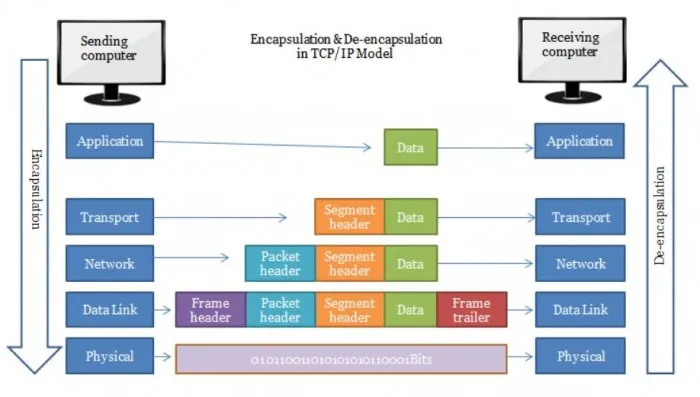 Sending
computer
Encapsulation & De-encapsulation
in TCP/IP Model
Receiving
computer
Encapsulation
De-encapsulation
Application
Data
Application
Transport
Segment
header
Data
Transport
Network
Packet
header
Segment
header
Data
Network
Data Link
Frame
header
Packet
header
Segment
header
Data
Frame
trailer
Data Link
Physical
010110011010101010110001Bits
Physical